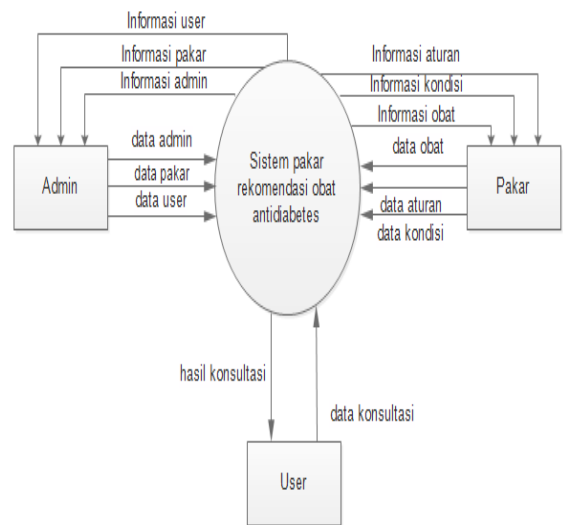 Informasi user
Informasi pakar
Informasi admin
Informasi aturan
Informasi kondisi
Informasi obat
data admin
data pakar
data user
Admin
Sistem pakar
rekomendasi obat
antidiabetes
data obat
data aturan
data kondisi
Pakar
hasil konsultasi
data konsultasi
User